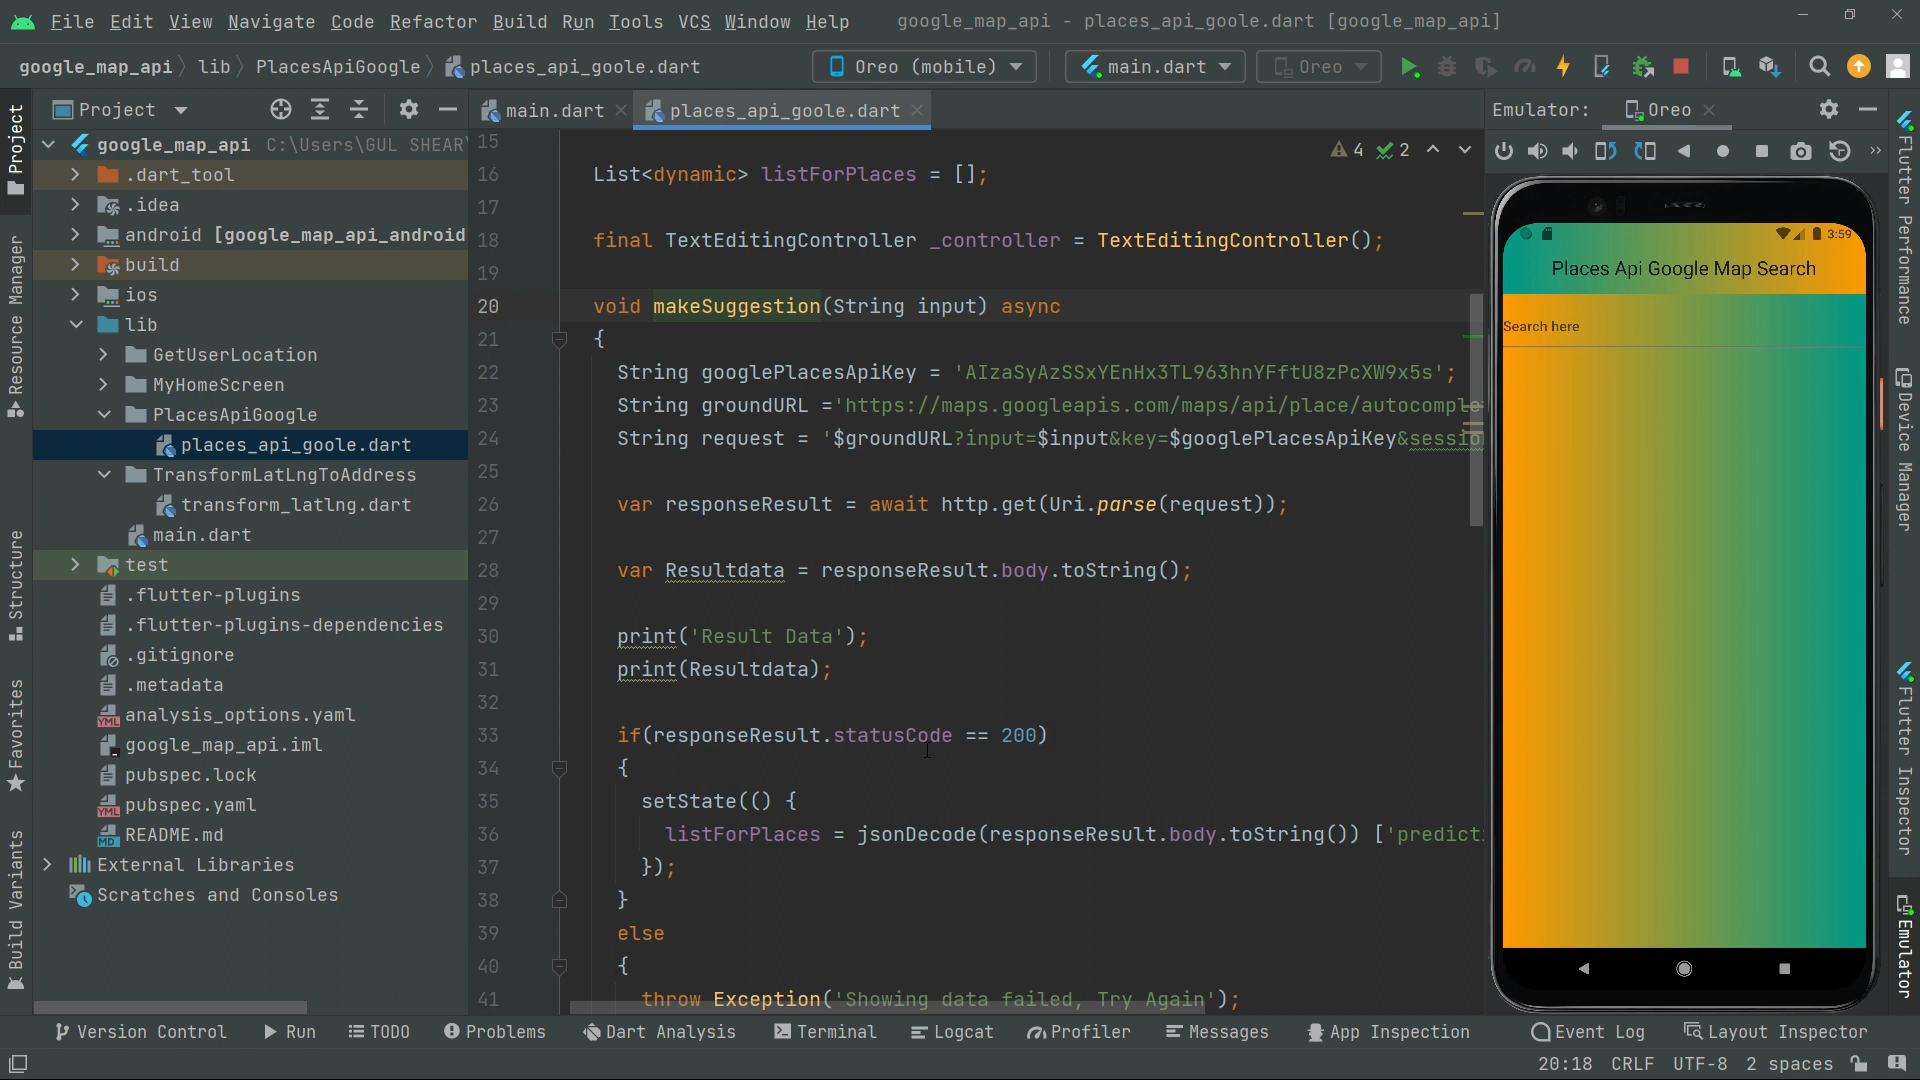 File Edit View Navigate Code Refactor Build Run Tools VCS Window Help google_map_api - places_api_goole.dart [google_map_api]
google_map_api lib PlacesApiGoogle places_api_goole.dart Oreo (mobile) main.dart Oreo
Project main.dart places_api_goole.dart Emulator: Oreo
google_map_api C:\Users\GUL SHEAR
.dart_tool
.idea
android [google_map_api_android
build
ios
lib
GetUserLocation
MyHomeScreen
PlacesApiGoogle
places_api_goole.dart
TransformLatLngToAddress
transform_latlng.dart
main.dart
test
.flutter-plugins
.flutter-plugins-dependencies
.gitignore
.metadata
analysis_options.yaml
google_map_api.iml
pubspec.lock
pubspec.yaml
README.md
External Libraries
Scratches and Consoles
4 2
15
16 List<dynamic> listForPlaces = [];
17
18 final TextEditingController _controller = TextEditingController();
19
20 void makeSuggestion(String input) async
21 {
22 String googlePlacesApiKey = 'AIzaSyAzSSxYEnHx3TL963hnYFftU8zPcXW9x5s';
23 String groundURL ='https://maps.googleapis.com/maps/api/place/autocomple
24 String request = '$groundURL?input=$input&key=$googlePlacesApiKey&sessio
25
26 var responseResult = await http.get(Uri.parse(request));
27
28 var Resultdata = responseResult.body.toString();
29
30 print('Result Data');
31 print(Resultdata);
32
33 if(responseResult.statusCode == 200)
34 {
35 setState(() {
36 listForPlaces = jsonDecode(responseResult.body.toString()) ['predict
37 });
38 }
39 else
40 {
41 throw Exception('Showing data failed, Try Again');
3:59
Places Api Google Map Search
Search here
Project
Resource Manager
Structure
Favorites
Build Variants
Flutter Performance
Device Manager
Flutter Inspector
Emulator
Version Control Run TODO Problems Dart Analysis Terminal Logcat Profiler Messages App Inspection Event Log Layout Inspector
20:18 CRLF UTF-8 2 spaces